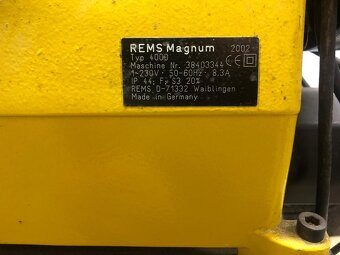 REMS Magnum 2002
Typ 4000
Maschine Nr. 38403344 CE
1~230V 50-60Hz 8.3A
IP 44; F; S3 20%
REMS D-71332 Waiblingen
Made in Germany